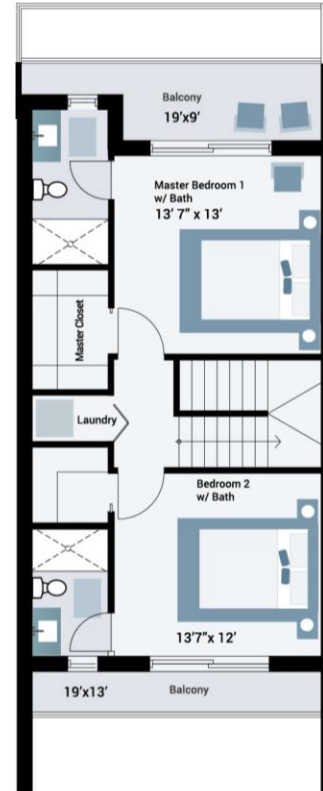 Balcony
19'x9'
Master Bedroom 1
w/ Bath
13' 7" x 13'
Master Closet
Laundry
Bedroom 2
w/ Bath
13'7"x 12'
19'x13'
Balcony